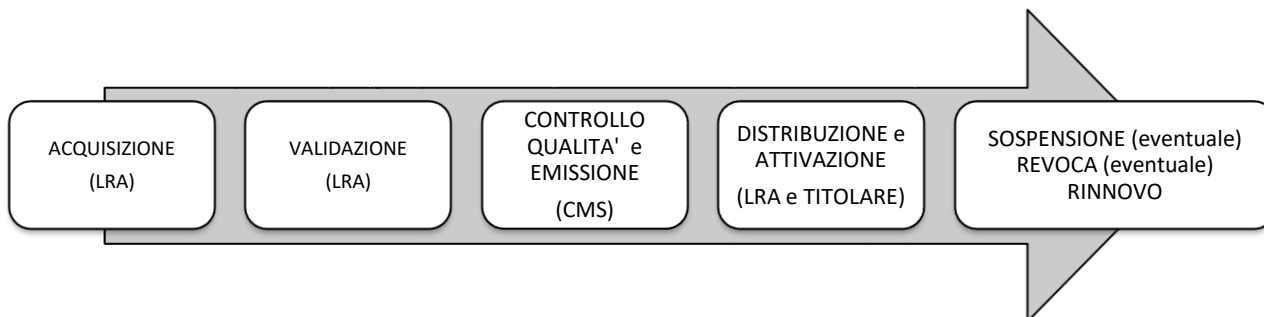 ACQUISIZIONE
(LRA)
VALIDAZIONE
(LRA)
CONTROLLO
QUALITA' e
EMISSIONE
(CMS)
DISTRIBUZIONE e
ATTIVAZIONE
(LRA e TITOLARE)
SOSPENSIONE (eventuale)
REVOCA (eventuale)
RINNOVO